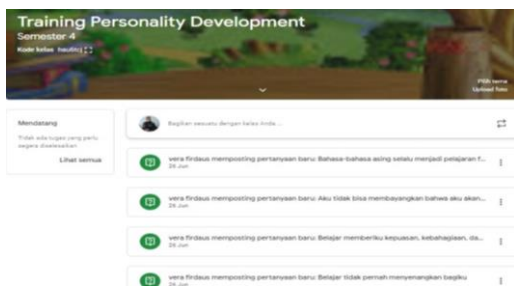 Training Personality Development
Semester 4
Kode kelas
Pilih tema
Upload foto
Mendatang
Tidak ada tugas yang perlu
segera diselesaikan
Lihat semua
Bagikan sesuatu dengan kelas Anda...
vera firdaus memposting pertanyaan baru: Bahasa-bahasa asing selalu menjadi pelajaran f...
26 Jun
vera firdaus memposting pertanyaan baru: Aku tidak bisa membayangkan bahwa aku akan...
26 Jun
vera firdaus memposting pertanyaan baru: Belajar memberiku kepuasan, kebahagiaan, da...
26 Jun
vera firdaus memposting pertanyaan baru: Belajar tidak pernah menyenangkan bagiku
26 Jun